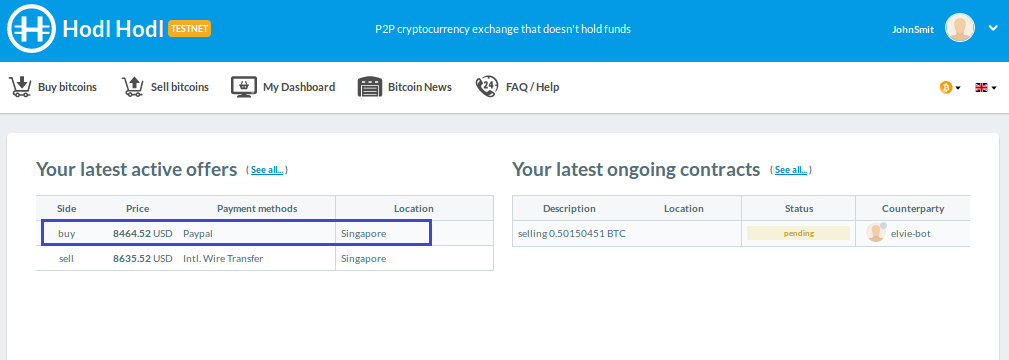 Hodl Hodl TESTNET P2P cryptocurrency exchange that doesn't hold funds JohnSmit
Buy bitcoins Sell bitcoins My Dashboard Bitcoin News 24 FAQ / Help
Your latest active offers ( See all... )
Side Price Payment methods Location
buy 8464.52 USD Paypal Singapore
sell 8635.52 USD Intl. Wire Transfer Singapore
Your latest ongoing contracts ( See all... )
Description Location Status Counterparty
selling 0.50150451 BTC pending elvie-bot